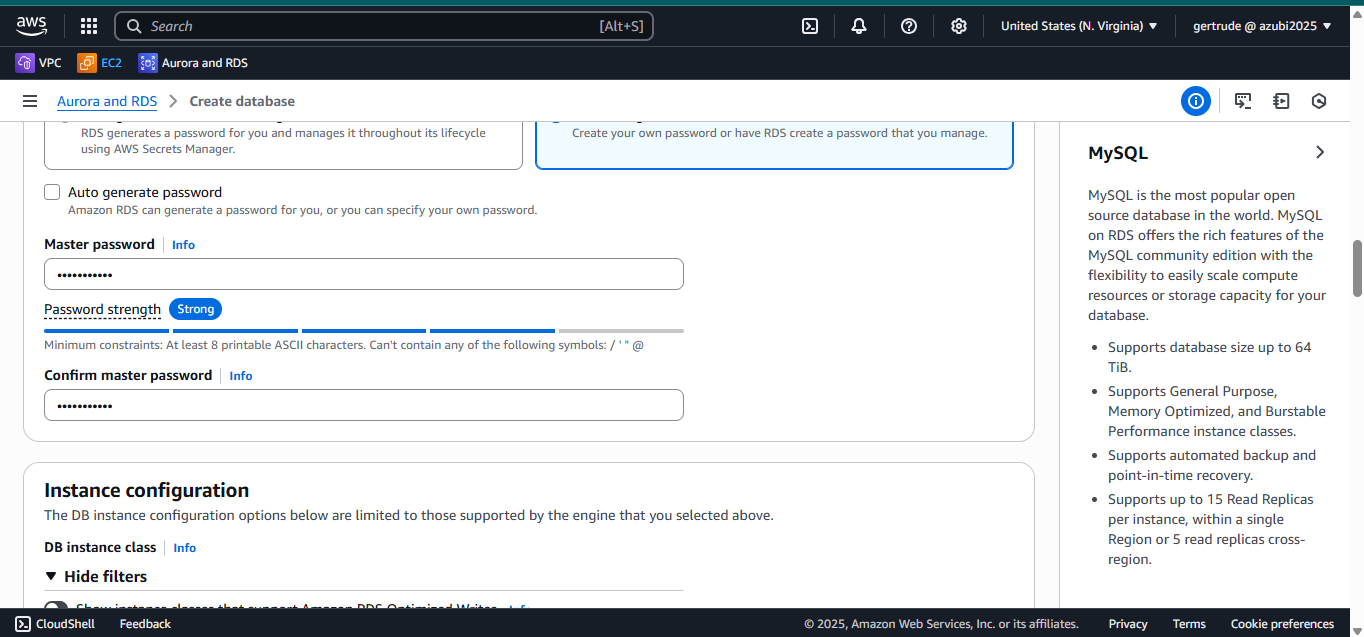 aws
Search [Alt+S]
United States (N. Virginia) ▼
gertrude @ azubi2025 ▼
VPC
EC2
Aurora and RDS
Aurora and RDS > Create database
RDS generates a password for you and manages it throughout its lifecycle
using AWS Secrets Manager.
Create your own password or have RDS create a password that you manage.
Auto generate password
Amazon RDS can generate a password for you, or you can specify your own password.
Master password | Info
•••••••••••
Password strength Strong
Minimum constraints: At least 8 printable ASCII characters. Can't contain any of the following symbols: / ' " @
Confirm master password | Info
•••••••••••
Instance configuration
The DB instance configuration options below are limited to those supported by the engine that you selected above.
DB instance class | Info
▼ Hide filters
Show instance classes that support Amazon RDS Optimized Writes Info
MySQL
MySQL is the most popular open
source database in the world. MySQL
on RDS offers the rich features of the
MySQL community edition with the
flexibility to easily scale compute
resources or storage capacity for your
database.
• Supports database size up to 64
TiB.
• Supports General Purpose,
Memory Optimized, and Burstable
Performance instance classes.
• Supports automated backup and
point-in-time recovery.
• Supports up to 15 Read Replicas
per instance, within a single
Region or 5 read replicas cross-
region.
CloudShell
Feedback
© 2025, Amazon Web Services, Inc. or its affiliates.
Privacy
Terms
Cookie preferences